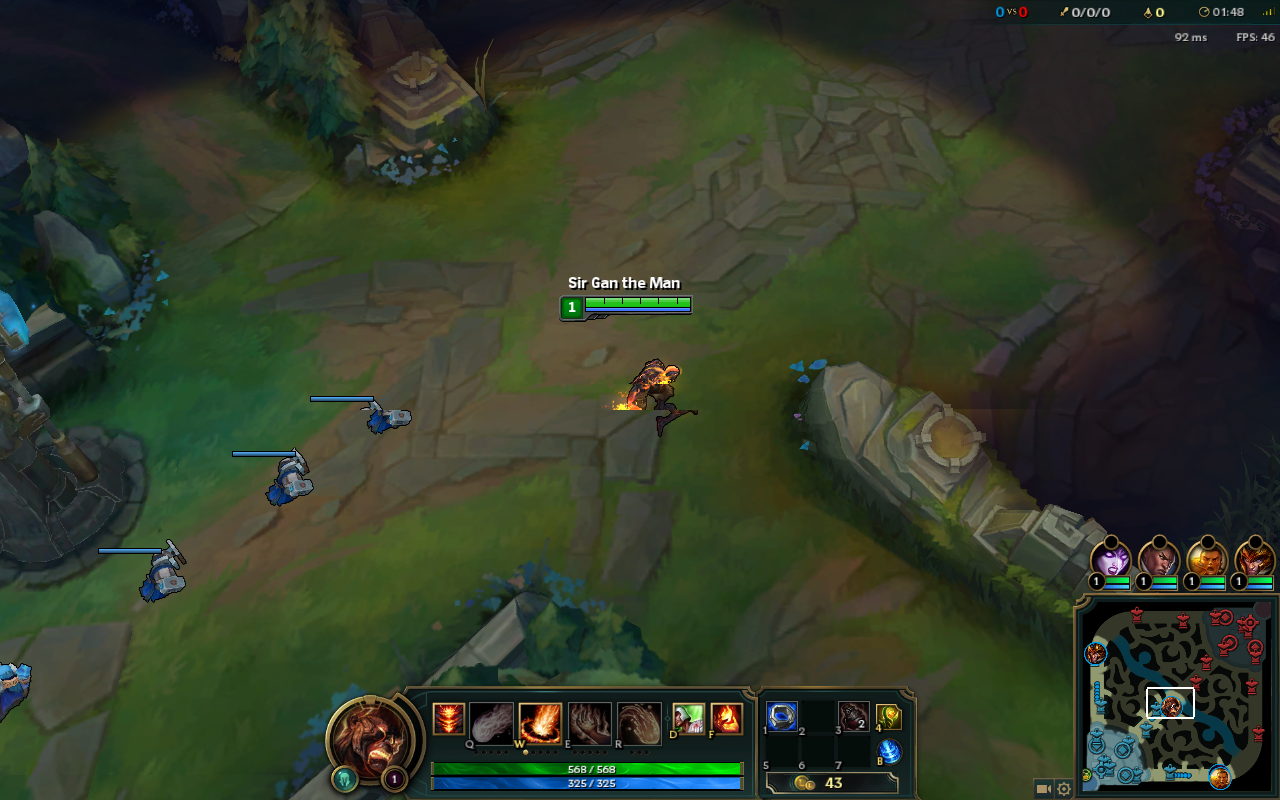 0 vs 0 0/0/0 0 01:48
92 ms FPS: 46
Sir Gan the Man
1
1 1 1 1
Q W E R D F
1 2 3 2 4
5 6 7 B
568 / 568
325 / 325
1
43